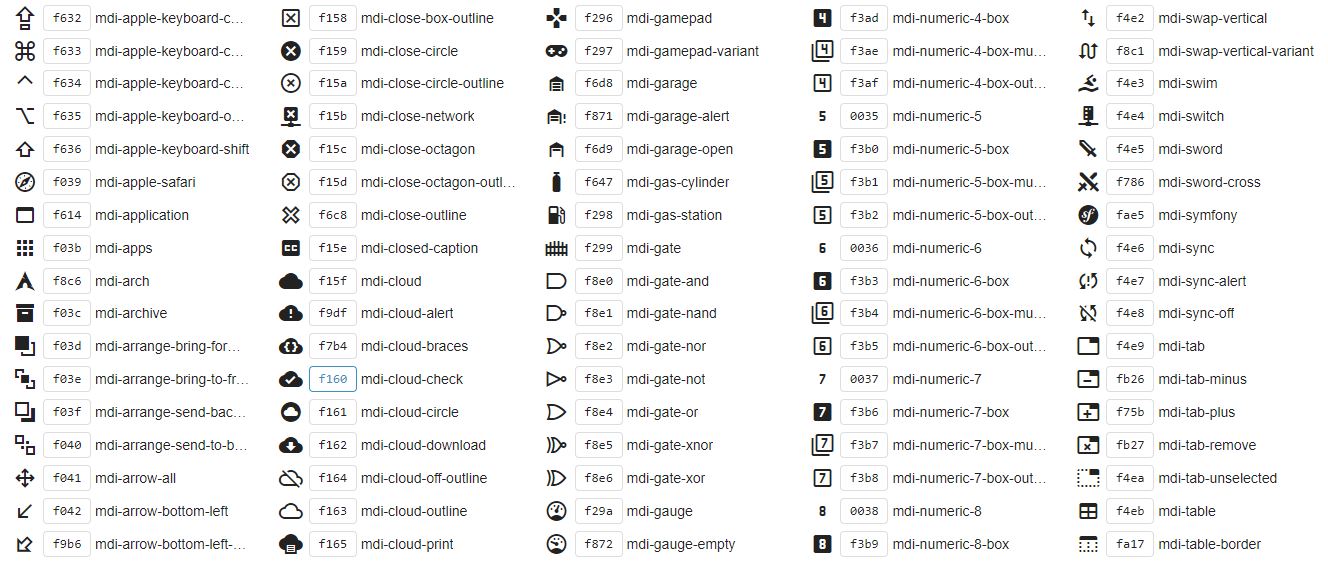 f632 mdi-apple-keyboard-c... f158 mdi-close-box-outline f296 mdi-gamepad f3ad mdi-numeric-4-box f4e2 mdi-swap-vertical
f633 mdi-apple-keyboard-c... f159 mdi-close-circle f297 mdi-gamepad-variant f3ae mdi-numeric-4-box-mu... f8c1 mdi-swap-vertical-variant
f634 mdi-apple-keyboard-c... f15a mdi-close-circle-outline f6d8 mdi-garage f3af mdi-numeric-4-box-out... f4e3 mdi-swim
f635 mdi-apple-keyboard-o... f15b mdi-close-network f871 mdi-garage-alert 0035 mdi-numeric-5 f4e4 mdi-switch
f636 mdi-apple-keyboard-shift f15c mdi-close-octagon f6d9 mdi-garage-open f3b0 mdi-numeric-5-box f4e5 mdi-sword
f039 mdi-apple-safari f15d mdi-close-octagon-outl... f647 mdi-gas-cylinder f3b1 mdi-numeric-5-box-mu... f786 mdi-sword-cross
f614 mdi-application f6c8 mdi-close-outline f298 mdi-gas-station f3b2 mdi-numeric-5-box-out... fae5 mdi-symfony
f03b mdi-apps f15e mdi-closed-caption f299 mdi-gate 0036 mdi-numeric-6 f4e6 mdi-sync
f8c6 mdi-arch f15f mdi-cloud f8e0 mdi-gate-and f3b3 mdi-numeric-6-box f4e7 mdi-sync-alert
f03c mdi-archive f9df mdi-cloud-alert f8e1 mdi-gate-nand f3b4 mdi-numeric-6-box-mu... f4e8 mdi-sync-off
f03d mdi-arrange-bring-for... f7b4 mdi-cloud-braces f8e2 mdi-gate-nor f3b5 mdi-numeric-6-box-out... f4e9 mdi-tab
f03e mdi-arrange-bring-to-fr... f160 mdi-cloud-check f8e3 mdi-gate-not 0037 mdi-numeric-7 fb26 mdi-tab-minus
f03f mdi-arrange-send-bac... f161 mdi-cloud-circle f8e4 mdi-gate-or f3b6 mdi-numeric-7-box f75b mdi-tab-plus
f040 mdi-arrange-send-to-b... f162 mdi-cloud-download f8e5 mdi-gate-xnor f3b7 mdi-numeric-7-box-mu... fb27 mdi-tab-remove
f041 mdi-arrow-all f164 mdi-cloud-off-outline f8e6 mdi-gate-xor f3b8 mdi-numeric-7-box-out... f4ea mdi-tab-unselected
f042 mdi-arrow-bottom-left f163 mdi-cloud-outline f29a mdi-gauge 0038 mdi-numeric-8 f4eb mdi-table
f9b6 mdi-arrow-bottom-left-... f165 mdi-cloud-print f872 mdi-gauge-empty f3b9 mdi-numeric-8-box fa17 mdi-table-border